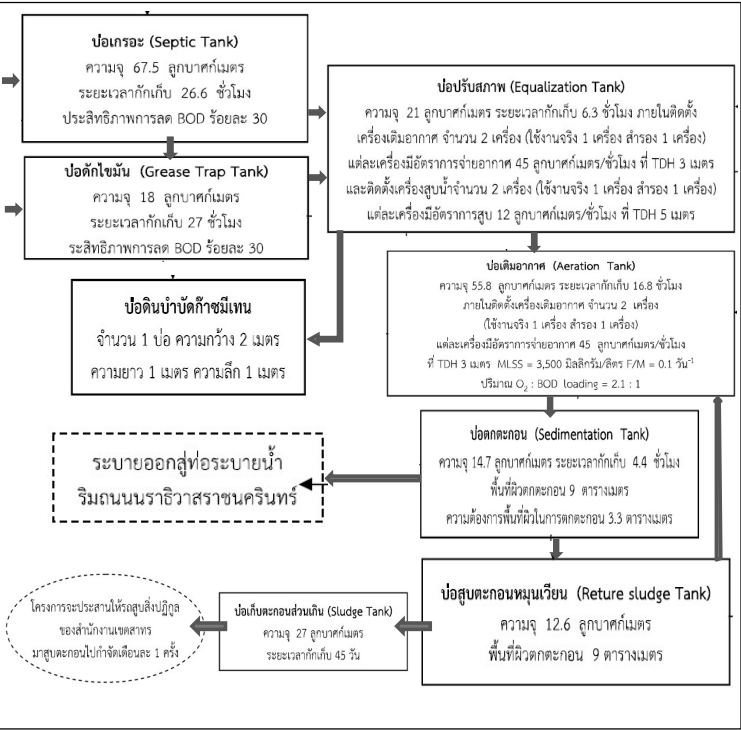 บ่อเกรอะ (Septic Tank)
ความจุ 67.5 ลูกบาศก์เมตร
ระยะเวลากักเก็บ 26.6 ชั่วโมง
ประสิทธิภาพการลด BOD ร้อยละ 30
บ่อปรับสภาพ (Equalization Tank)
ความจุ 21 ลูกบาศก์เมตร ระยะเวลากักเก็บ 6.3 ชั่วโมง ภายในติดตั้ง
เครื่องเติมอากาศ จำนวน 2 เครื่อง (ใช้งานจริง 1 เครื่อง สำรอง 1 เครื่อง)
แต่ละเครื่องมีอัตราการจ่ายอากาศ 45 ลูกบาศก์เมตร/ชั่วโมง ที่ TDH 3 เมตร
และติดตั้งเครื่องสูบน้ำจำนวน 2 เครื่อง (ใช้งานจริง 1 เครื่อง สำรอง 1 เครื่อง)
แต่ละเครื่องมีอัตราการสูบ 12 ลูกบาศก์เมตร/ชั่วโมง ที่ TDH 5 เมตร
บ่อดักไขมัน (Grease Trap Tank)
ความจุ 18 ลูกบาศก์เมตร
ระยะเวลากักเก็บ 27 ชั่วโมง
ระสิทธิภาพการลด BOD ร้อยละ 30
บ่อดินบำบัดก๊าซมีเทน
จำนวน 1 บ่อ ความกว้าง 2 เมตร
ความยาว 1 เมตร ความลึก 1 เมตร
บ่อเติมอากาศ (Aeration Tank)
ความจุ 55.8 ลูกบาศก์เมตร ระยะเวลากักเก็บ 16.8 ชั่วโมง
ภายในติดตั้งเครื่องเติมอากาศ จำนวน 2 เครื่อง
(ใช้งานจริง 1 เครื่อง สำรอง 1 เครื่อง)
แต่ละเครื่องมีอัตราการจ่ายอากาศ 45 ลูกบาศก์เมตร/ชั่วโมง
ที่ TDH 3 เมตร MLSS = 3,500 มิลลิกรัม/ลิตร F/M = 0.1 วัน⁻¹
ปริมาณ O₂ : BOD loading = 2.1 : 1
บ่อตกตะกอน (Sedimentation Tank)
ความจุ 14.7 ลูกบาศก์เมตร ระยะเวลากักเก็บ 4.4 ชั่วโมง
พื้นที่ผิวตกตะกอน 9 ตารางเมตร
ความต้องการพื้นที่ผิวในการตกตะกอน 3.3 ตารางเมตร
ระบายออกสู่ท่อระบายน้ำ
ริมถนนนราธิวาสราชนครินทร์
บ่อสูบตะกอนหมุนเวียน (Reture sludge Tank)
ความจุ 12.6 ลูกบาศก์เมตร
พื้นที่ผิวตกตะกอน 9 ตารางเมตร
บ่อเก็บตะกอนส่วนเกิน (Sludge Tank)
ความจุ 27 ลูกบาศก์เมตร
ระยะเวลากักเก็บ 45 วัน
โครงการจะประสานให้รถสูบสิ่งปฏิกูล
ของสำนักงานเขตสาทร
มาสูบตะกอนไปกำจัดเดือนละ 1 ครั้ง